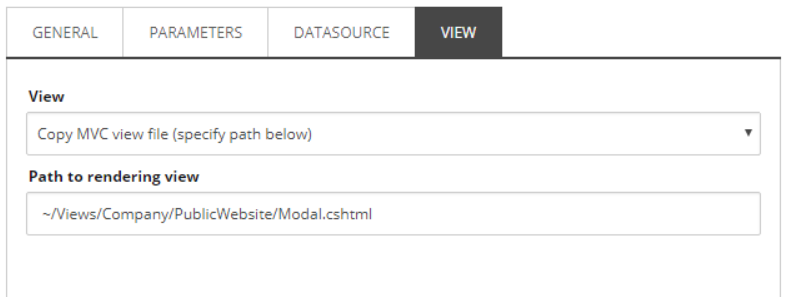 GENERAL PARAMETERS DATASOURCE VIEW
View
Copy MVC view file (specify path below)
Path to rendering view
~/Views/Company/PublicWebsite/Modal.cshtml